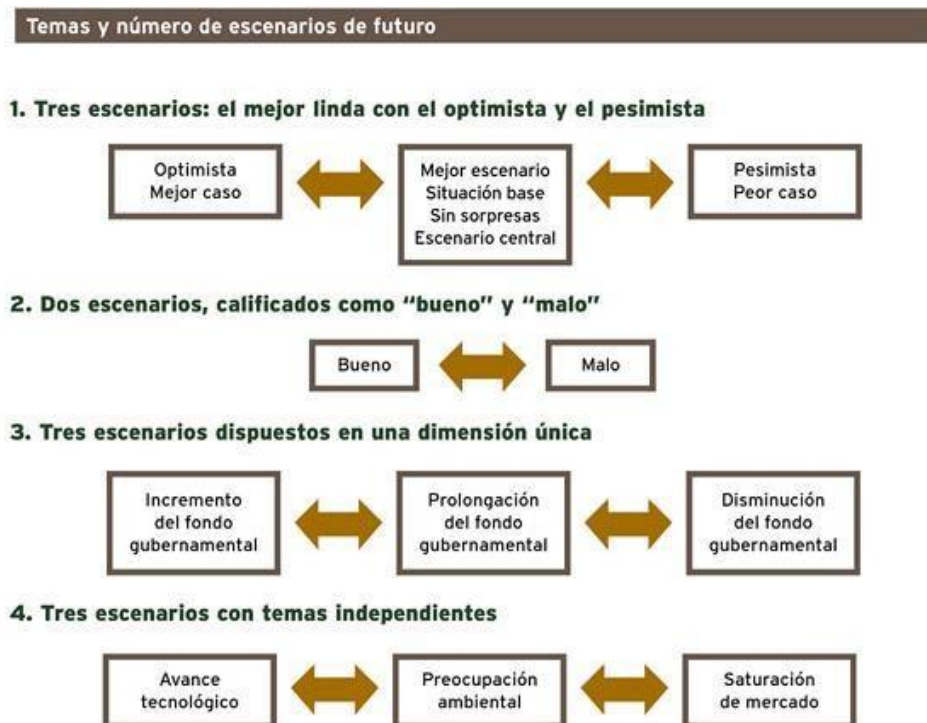 Temas y número de escenarios de futuro
1. Tres escenarios: el mejor linda con el optimista y el pesimista
Optimista
Mejor caso
Mejor escenario
Situación base
Sin sorpresas
Escenario central
Pesimista
Peor caso
2. Dos escenarios, calificados como “bueno” y “malo”
Bueno
Malo
3. Tres escenarios dispuestos en una dimensión única
Incremento
del fondo
gubernamental
Prolongación
del fondo
gubernamental
Disminución
del fondo
gubernamental
4. Tres escenarios con temas independientes
Avance
tecnológico
Preocupación
ambiental
Saturación
de mercado